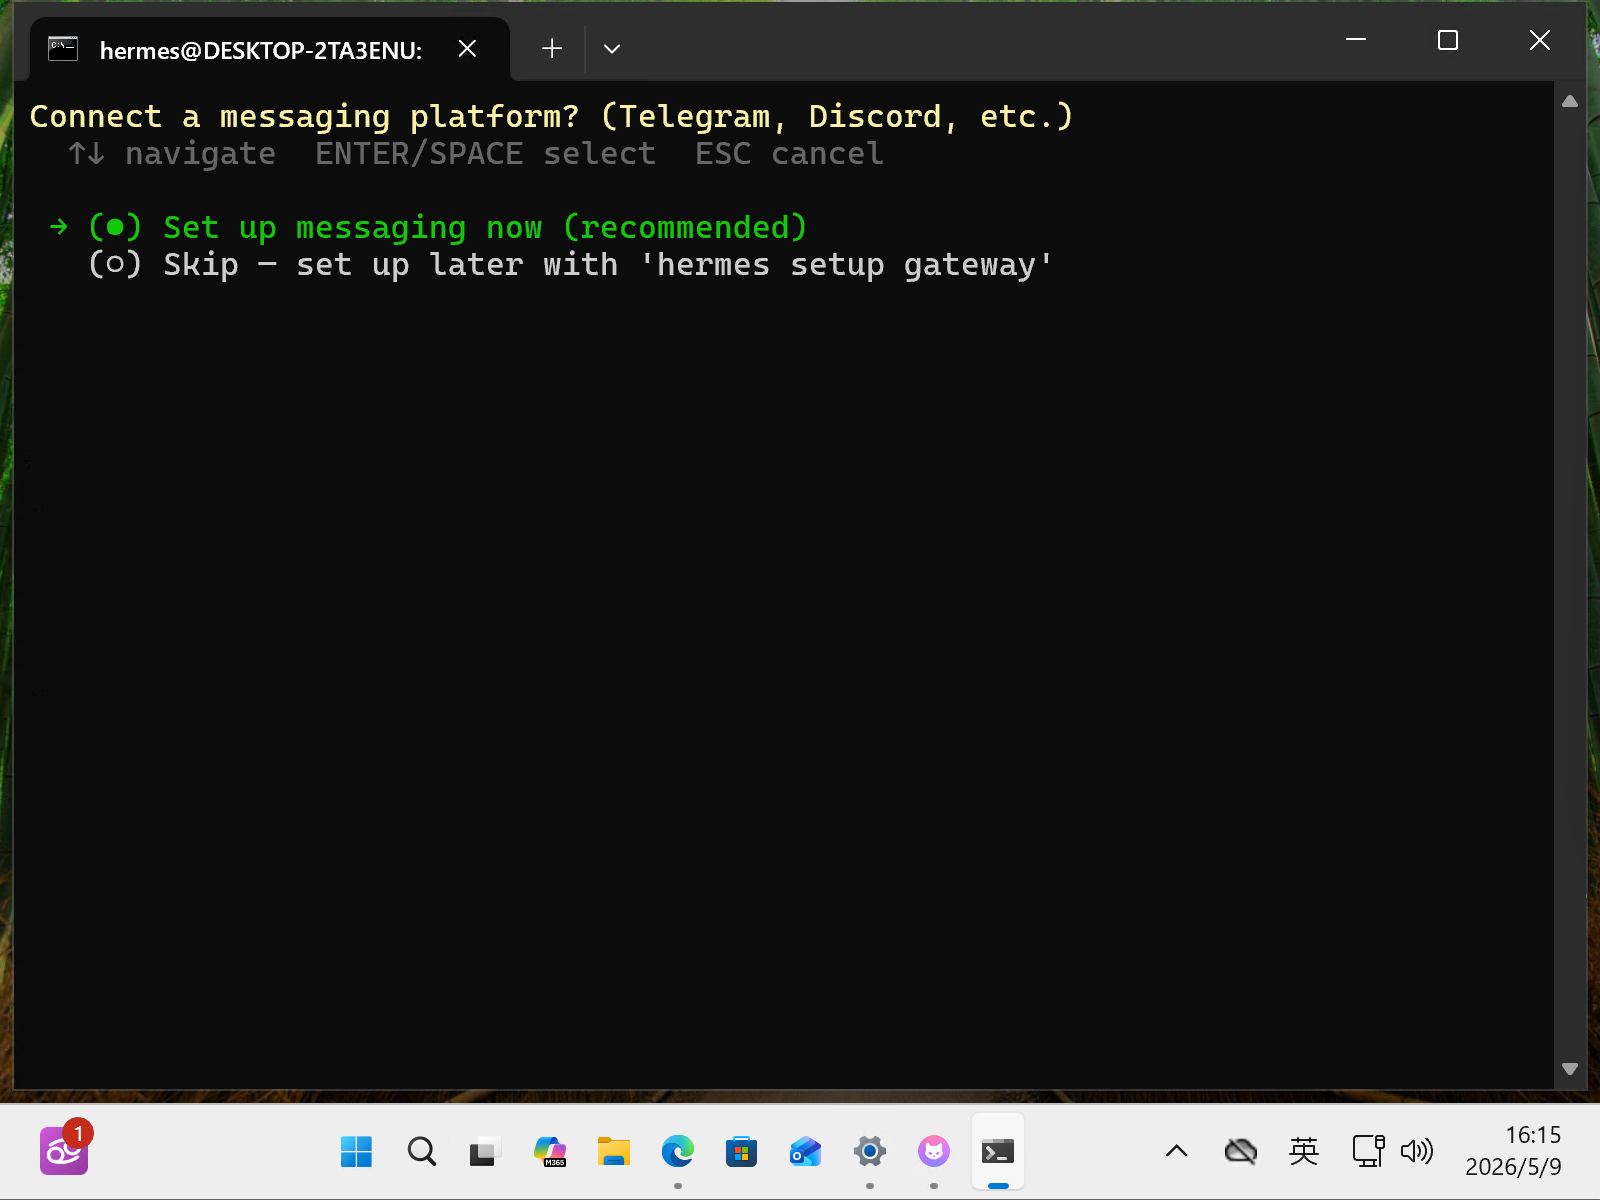 hermes@DESKTOP-2TA3ENU:
Connect a messaging platform? (Telegram, Discord, etc.)
↑↓ navigate  ENTER/SPACE select  ESC cancel
→ (●) Set up messaging now (recommended)
(○) Skip — set up later with 'hermes setup gateway'
1
M365
英
16:15
2026/5/9